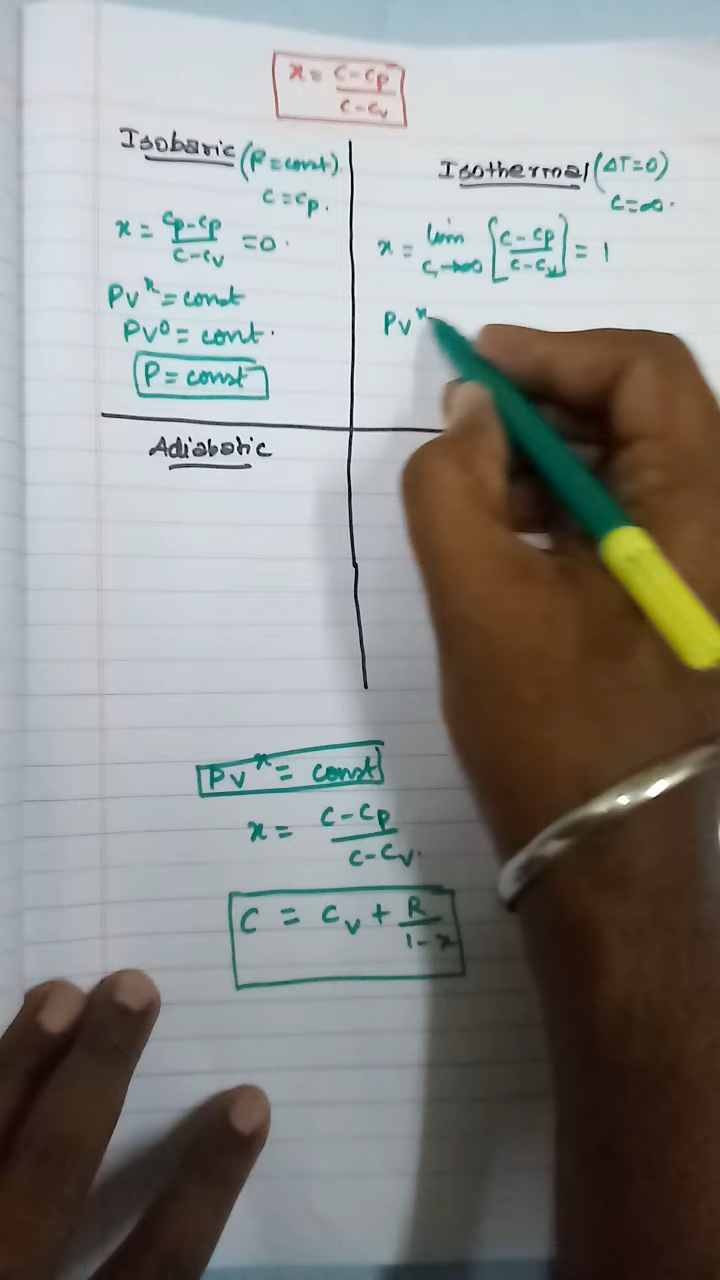 x = C-Cp / C-Cv
Isobaric (P=const).
C=Cp.
x = Cp-Cp / C-Cv = 0.
PV^x = const
PV^0 = cont.
P = const
Isothermal (ΔT=0)
C=∞.
x = lim C→∞ [C-Cp / C-Cv] = 1
PV^x
Adiabatic
PV^x = const
x = C-Cp / C-Cv.
C = Cv + R / 1-x